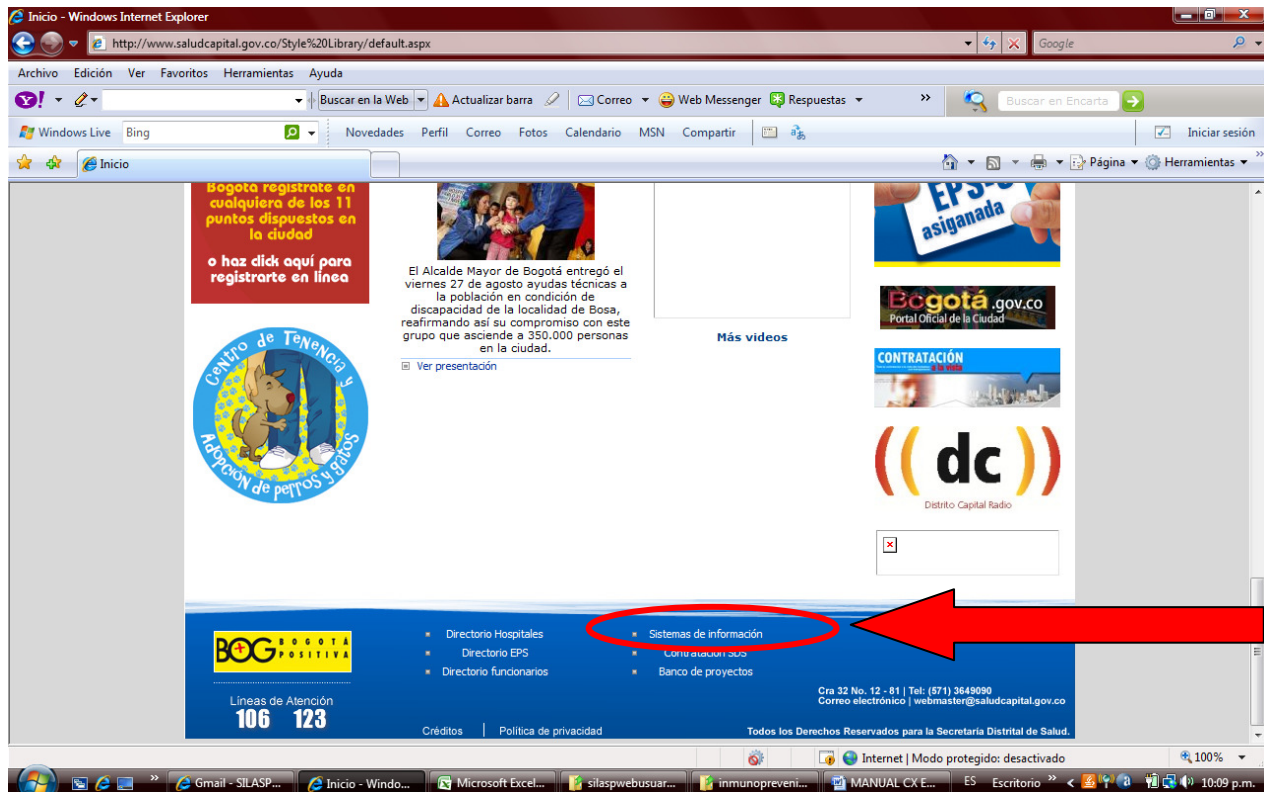 Inicio - Windows Internet Explorer
http://www.saludcapital.gov.co/Style%20Library/default.aspx
Google
Archivo Edición Ver Favoritos Herramientas Ayuda
Y! Buscar en la Web Actualizar barra Correo Web Messenger Respuestas » Buscar en Encarta
Windows Live Bing Novedades Perfil Correo Fotos Calendario MSN Compartir Iniciar sesión
Inicio Página Herramientas »
Bogotá regístrate en
cualquiera de los 11
puntos dispuestos en
la ciudad
o haz click aquí para
registrarte en línea
Centro de Tenencia y
Adopción de perros y gatos
El Alcalde Mayor de Bogotá entregó el
viernes 27 de agosto ayudas técnicas a
la población en condición de
discapacidad de la localidad de Bosa,
reafirmando así su compromiso con este
grupo que asciende a 350.000 personas
en la ciudad.
Ver presentación
Más videos
EPS-S
asiganada
Bogotá.gov.co
Portal Oficial de la Ciudad
CONTRATACIÓN
a la vista
((dc))
Distrito Capital Radio
BOG BOGOTÁ
POSITIVA
Líneas de Atención
106 123
Directorio Hospitales
Directorio EPS
Directorio funcionarios
Sistemas de información
Contratación SDS
Banco de proyectos
Cra 32 No. 12 - 81 | Tel: (571) 3649090
Correo electrónico | webmaster@saludcapital.gov.co
Créditos | Política de privacidad
Todos los Derechos Reservados para la Secretaría Distrital de Salud.
Internet | Modo protegido: desactivado 100%
» Gmail - SILASP... Inicio - Windo... Microsoft Excel... silaspwebusuar... inmunopreveni... MANUAL CX E... ES Escritorio » 10:09 p.m.